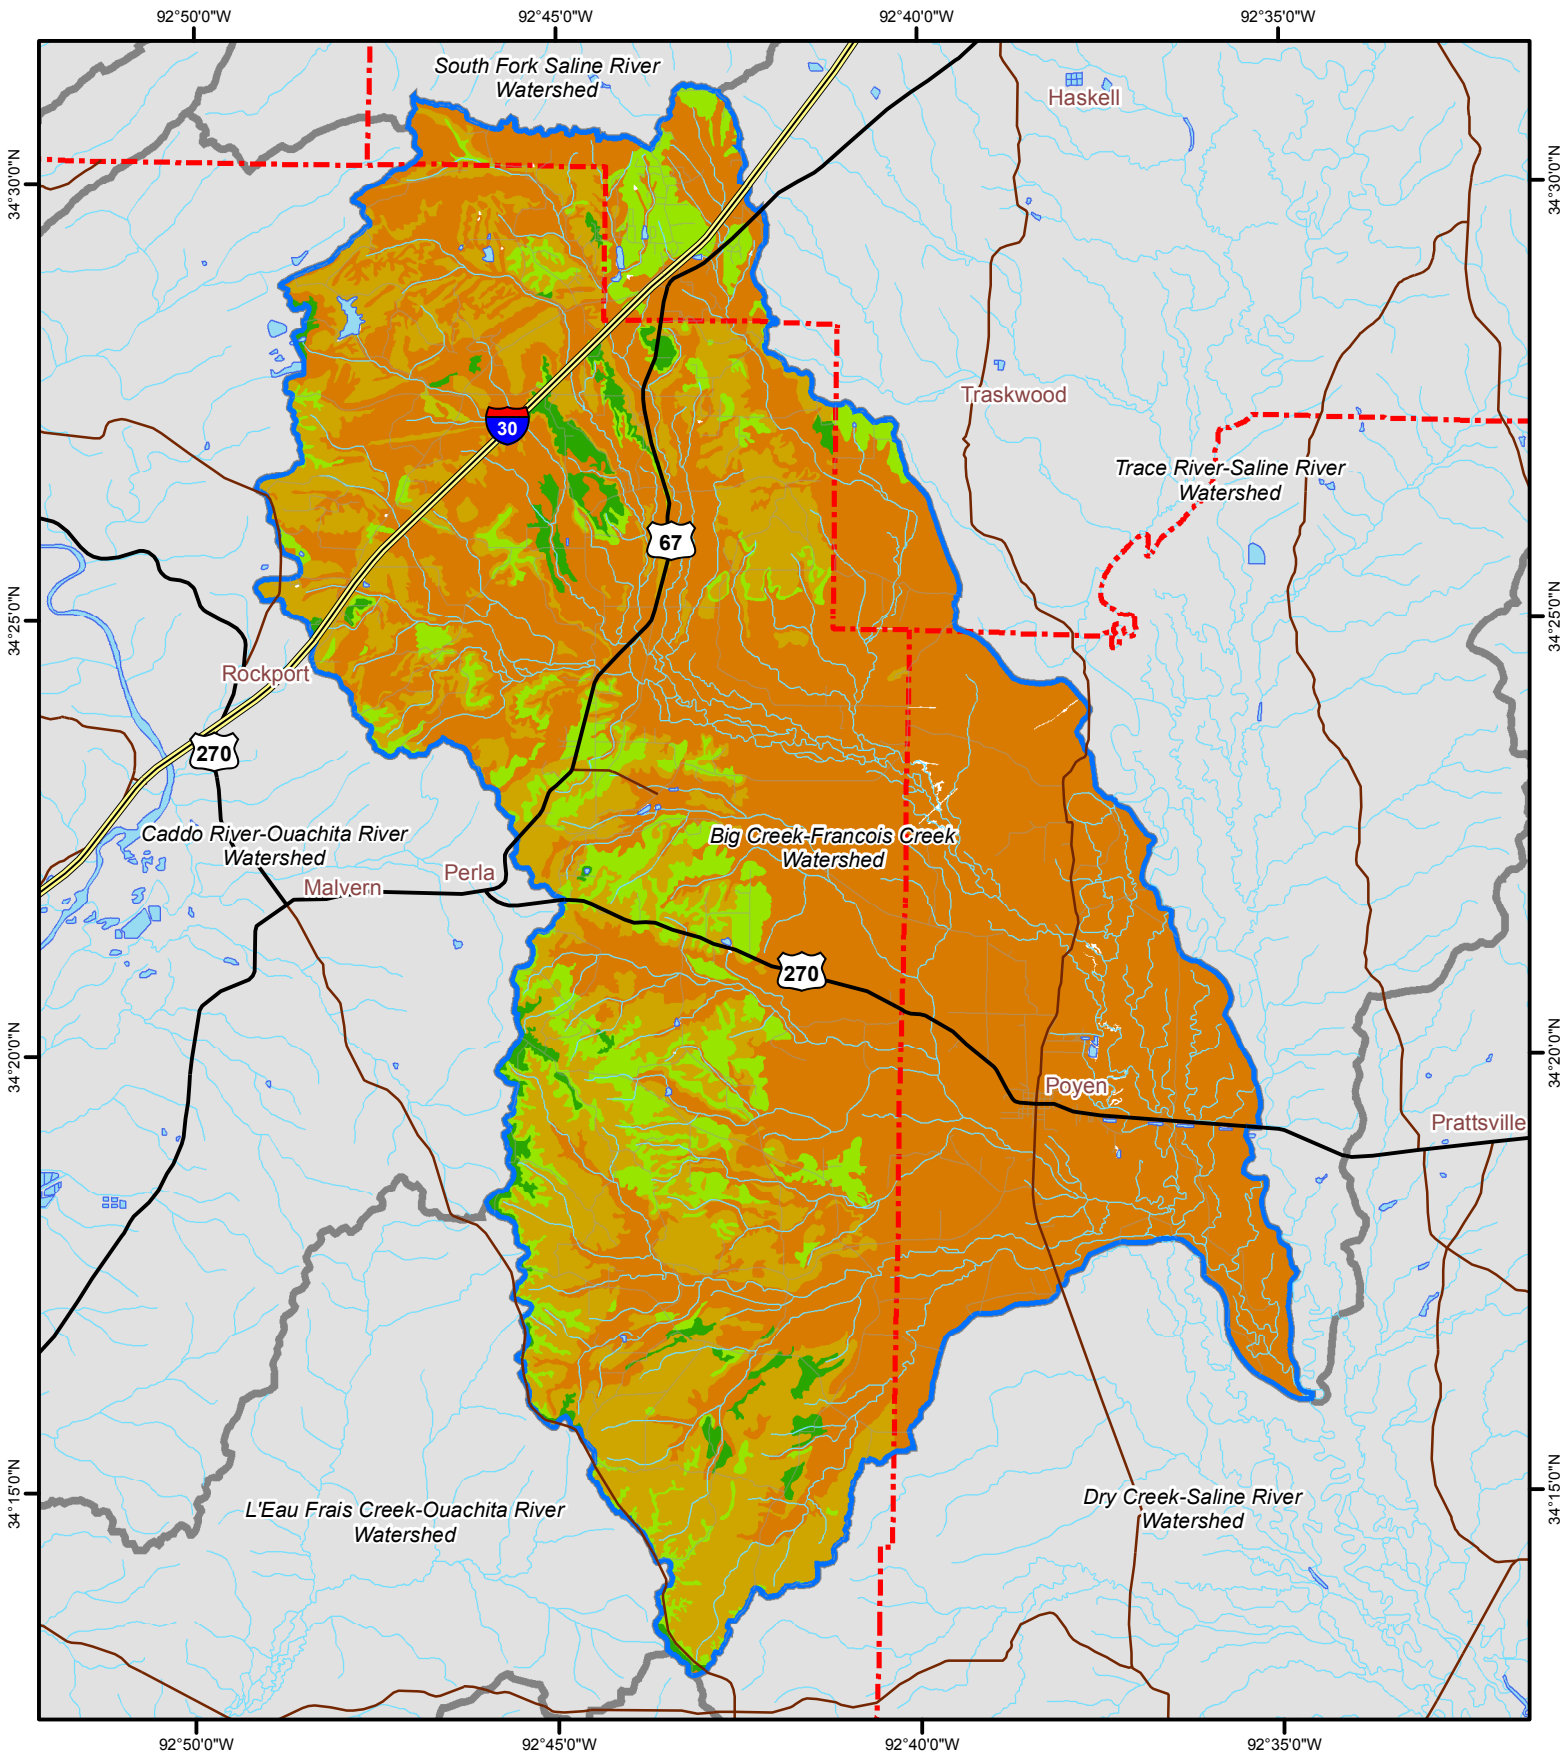 92°50'0"W
92°45'0"W
92°40'0"W
92°35'0"W
South Fork Saline River
Watershed
Haskell
34°30'0"N
34°30'0"N
Traskwood
30
Trace River-Saline River
Watershed
67
34°25'0"N
34°25'0"N
Rockport
270
Caddo River-Ouachita River
Watershed
Big Creek-Francois Creek
Watershed
Perla
Malvern
270
34°20'0"N
34°20'0"N
Poyen
Prattsville
34°15'0"N
34°15'0"N
L'Eau Frais Creek-Ouachita River
Watershed
Dry Creek-Saline River
Watershed
92°50'0"W
92°45'0"W
92°40'0"W
92°35'0"W